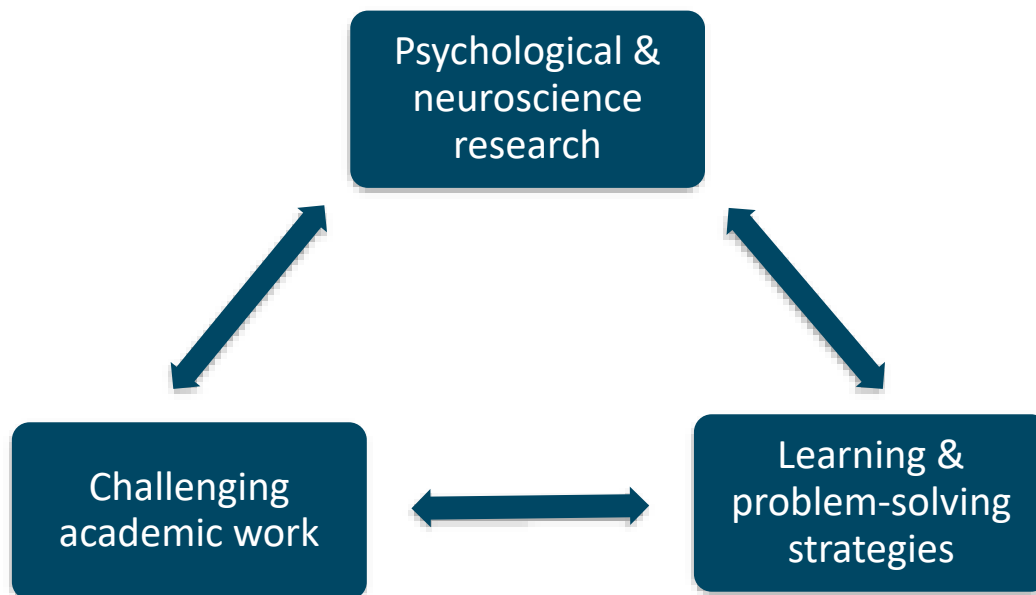 Psychological &
neuroscience
research
Challenging
academic work
Learning &
problem-solving
strategies